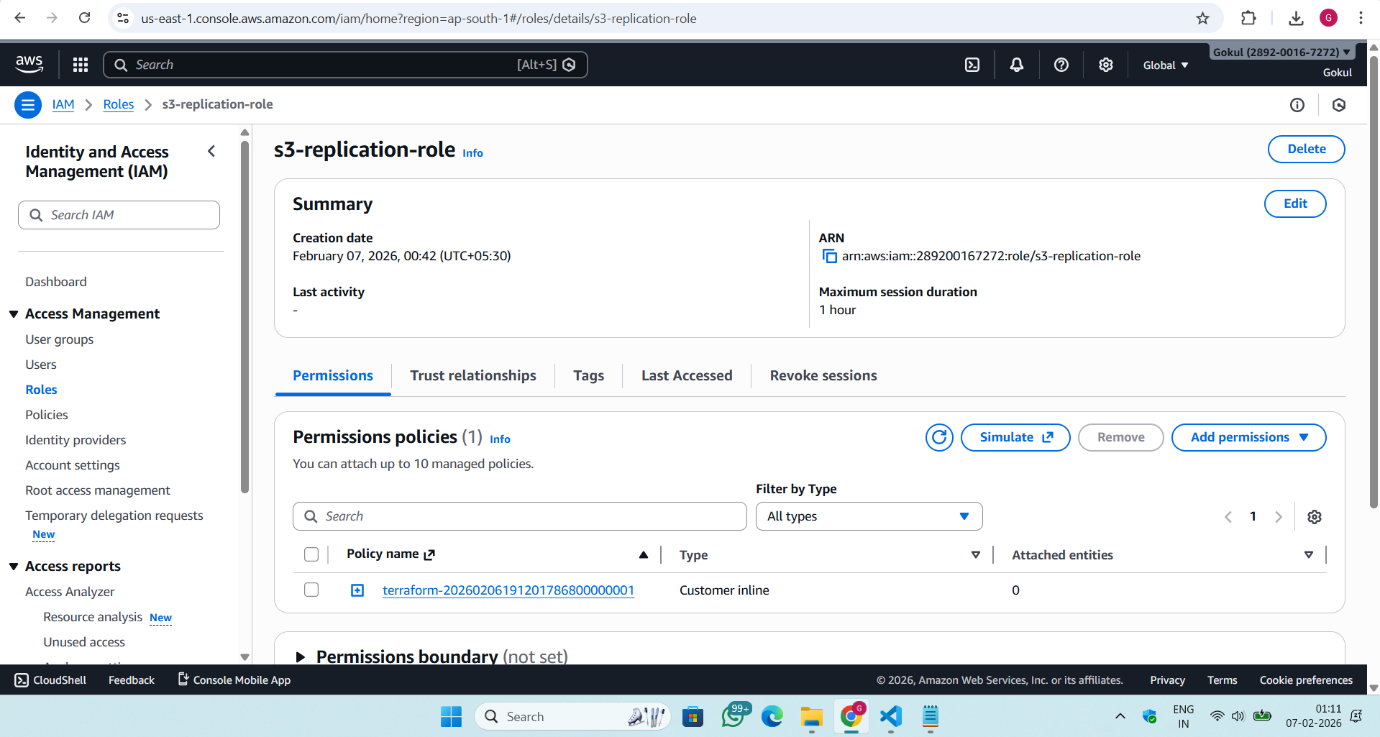 us-east-1.console.aws.amazon.com/iam/home?region=ap-south-1#/roles/details/s3-replication-role
G
aws
Search
[Alt+S]
Global
Gokul (2892-0016-7272)
Gokul
IAM
Roles
s3-replication-role
Identity and Access
Management (IAM)
Search IAM
Dashboard
Access Management
User groups
Users
Roles
Policies
Identity providers
Account settings
Root access management
Temporary delegation requests
New
Access reports
Access Analyzer
Resource analysis New
Unused access
s3-replication-role Info
Delete
Summary
Edit
Creation date
February 07, 2026, 00:42 (UTC+05:30)
ARN
arn:aws:iam::289200167272:role/s3-replication-role
Last activity
-
Maximum session duration
1 hour
Permissions
Trust relationships
Tags
Last Accessed
Revoke sessions
Permissions policies (1) Info
Simulate
Remove
Add permissions
You can attach up to 10 managed policies.
Filter by Type
Search
All types
1
Policy name
Type
Attached entities
terraform-20260206191201786800000001
Customer inline
0
Permissions boundary (not set)
CloudShell
Feedback
Console Mobile App
© 2026, Amazon Web Services, Inc. or its affiliates.
Privacy
Terms
Cookie preferences
Search
99+
G
ENG
IN
01:11
07-02-2026